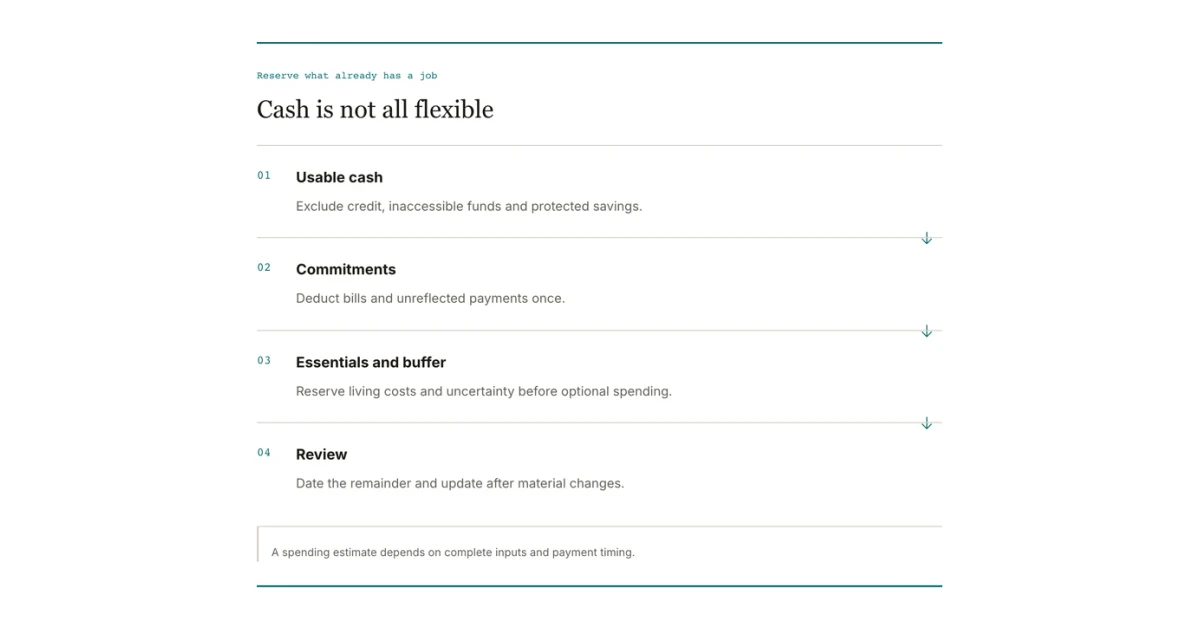 Reserve what already has a job
Cash is not all flexible
01
Usable cash
Exclude credit, inaccessible funds and protected savings.
02
Commitments
Deduct bills and unreflected payments once.
03
Essentials and buffer
Reserve living costs and uncertainty before optional spending.
04
Review
Date the remainder and update after material changes.
A spending estimate depends on complete inputs and payment timing.